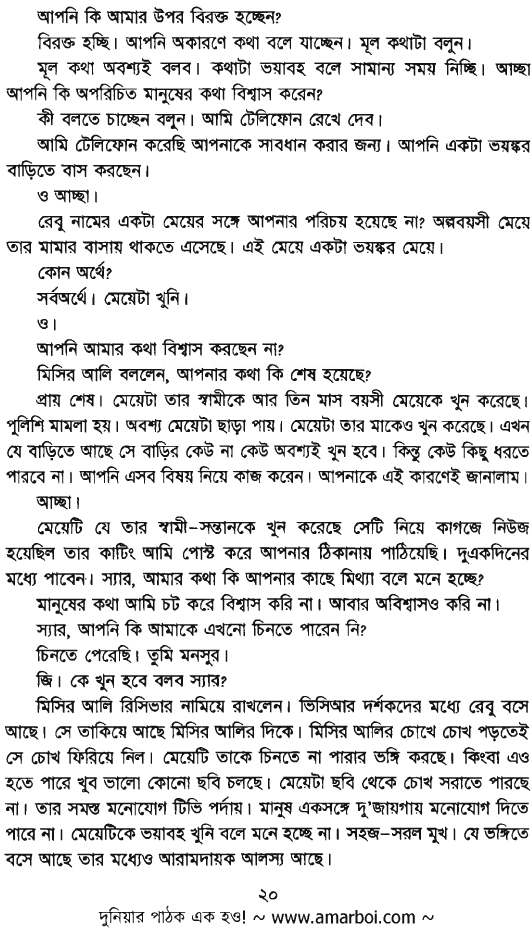 আপনি কি আমার উপর বিরক্ত হচ্ছেন?
বিরক্ত হচ্ছি। আপনি অকারণে কথা বলে যাচ্ছেন। মূল কথাটা বলুন।
মূল কথা অবশ্যই বলব। কথাটা ভয়াবহ বলে সামান্য সময় নিচ্ছি। আচ্ছা
আপনি কি অপরিচিত মানুষের কথা বিশ্বাস করেন?
কী বলতে চাচ্ছেন বলুন। আমি টেলিফোন রেখে দেব।
আমি টেলিফোন করেছি আপনাকে সাবধান করার জন্য। আপনি একটা ভয়ঙ্কর
বাড়িতে বাস করছেন।
ও আচ্ছা।
রেবু নামের একটা মেয়ের সঙ্গে আপনার পরিচয় হয়েছে না? অল্পবয়সী মেয়ে
তার মামার বাসায় থাকতে এসেছে। এই মেয়ে একটা ভয়ঙ্কর মেয়ে।
কোন অর্থে?
সর্বঅর্থে। মেয়েটা খুনি।
ও।
আপনি আমার কথা বিশ্বাস করছেন না?
মিসির আলি বললেন, আপনার কথা কি শেষ হয়েছে?
প্রায় শেষ। মেয়েটা তার স্বামীকে আর তিন মাস বয়সী মেয়েকে খুন করেছে।
পুলিশি মামলা হয়। অবশ্য মেয়েটা ছাড়া পায়। মেয়েটা তার মাকেও খুন করেছে। এখন
যে বাড়িতে আছে সে বাড়ির কেউ না কেউ অবশ্যই খুন হবে। কিন্তু কেউ কিছু ধরতে
পারবে না। আপনি এসব বিষয় নিয়ে কাজ করেন। আপনাকে এই কারণেই জানালাম।
আচ্ছা।
মেয়েটি যে তার স্বামী-সন্তানকে খুন করেছে সেটি নিয়ে কাগজে নিউজ
হয়েছিল তার কাটিং আমি পোস্ট করে আপনার ঠিকানায় পাঠিয়েছি। দুএকদিনের
মধ্যে পাবেন। স্যার, আমার কথা কি আপনার কাছে মিথ্যা বলে মনে হচ্ছে?
মানুষের কথা আমি চট করে বিশ্বাস করি না। আবার অবিশ্বাসও করি না।
স্যার, আপনি কি আমাকে এখনো চিনতে পারেন নি?
চিনতে পেরেছি। তুমি মনসুর।
জি। কে খুন হবে বলব স্যার?
মিসির আলি রিসিভার নামিয়ে রাখলেন। ভিসিআর দর্শকদের মধ্যে রেবু বসে
আছে। সে তাকিয়ে আছে মিসির আলির দিকে। মিসির আলির চোখে চোখ পড়তেই
সে চোখ ফিরিয়ে নিল। মেয়েটি তাকে চিনতে না পারার ভঙ্গি করছে। কিংবা এও
হতে পারে খুব ভালো কোনো ছবি চলছে। মেয়েটা ছবি থেকে চোখ সরাতে পারছে
না। তার সমস্ত মনোযোগ টিভি পর্দায়। মানুষ একসঙ্গে দু'জায়গায় মনোযোগ দিতে
পারে না। মেয়েটিকে ভয়াবহ খুনি বলে মনে হচ্ছে না। সহজ-সরল মুখ। যে ভঙ্গিতে
বসে আছে তার মধ্যেও আরামদায়ক আলস্য আছে।
২০
দুনিয়ার পাঠক এক হও! ~ www.amarboi.com ~